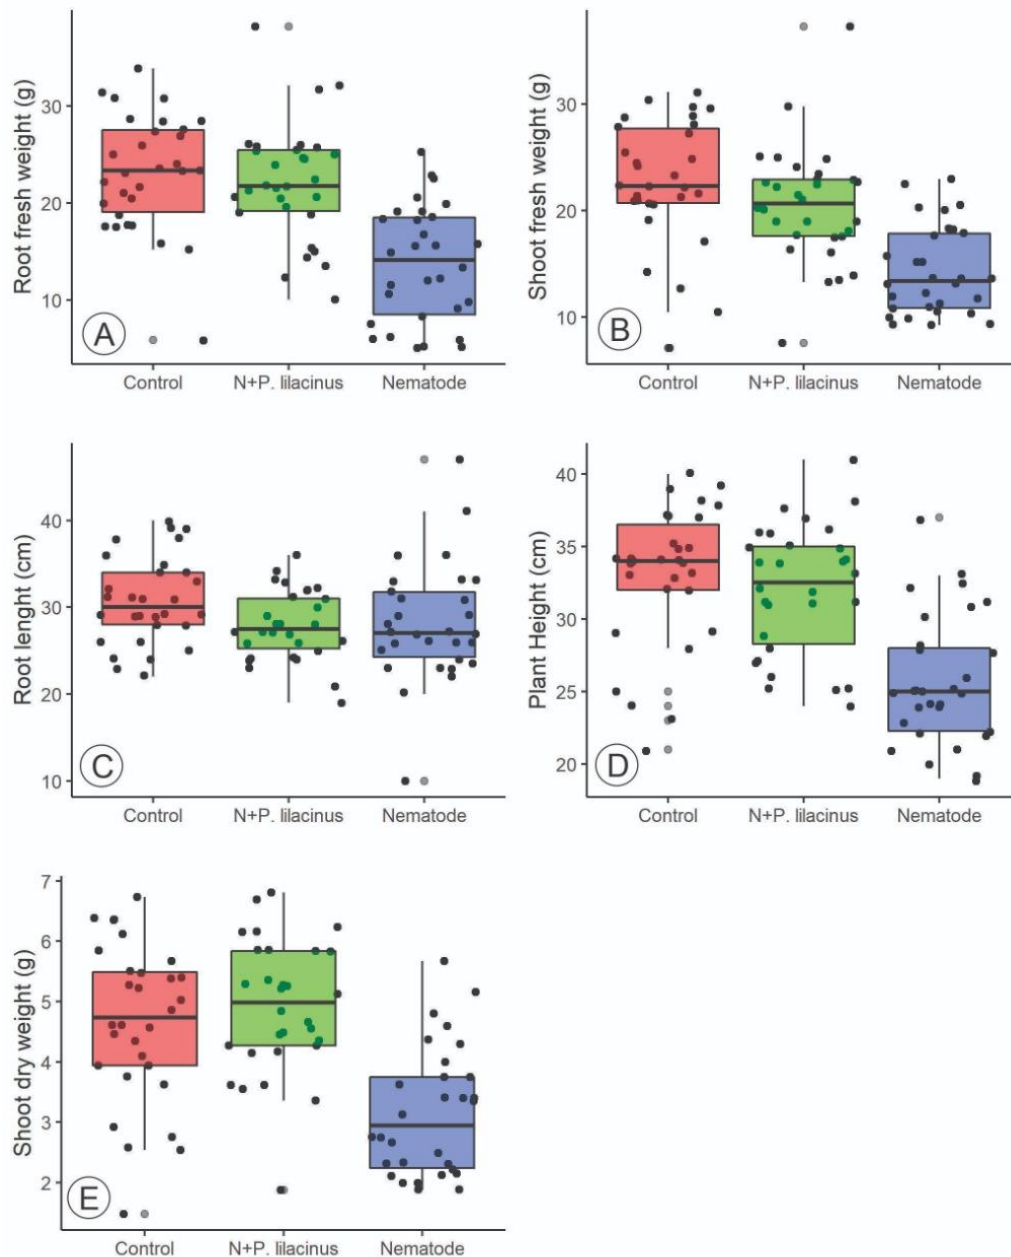 Root fresh weight (g)
30
20
10
A
Control
N+P. lilacinus
Nematode
Shoot fresh weight (g)
30
20
10
B
Control
N+P. lilacinus
Nematode
Root lenght (cm)
40
30
20
10
C
Control
N+P. lilacinus
Nematode
Plant Height (cm)
40
35
30
25
20
D
Control
N+P. lilacinus
Nematode
Shoot dry weight (g)
7
6
5
4
3
2
E
Control
N+P. lilacinus
Nematode